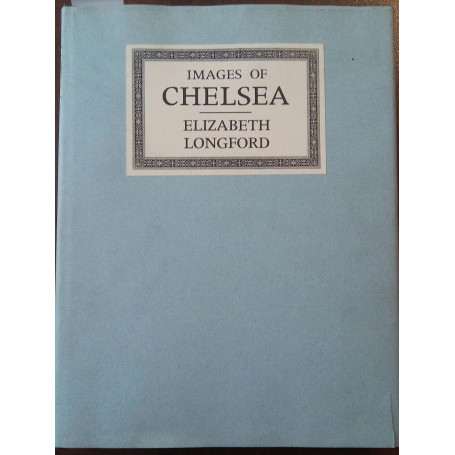 IMAGES OF
CHELSEA
ELIZABETH
LONGFORD